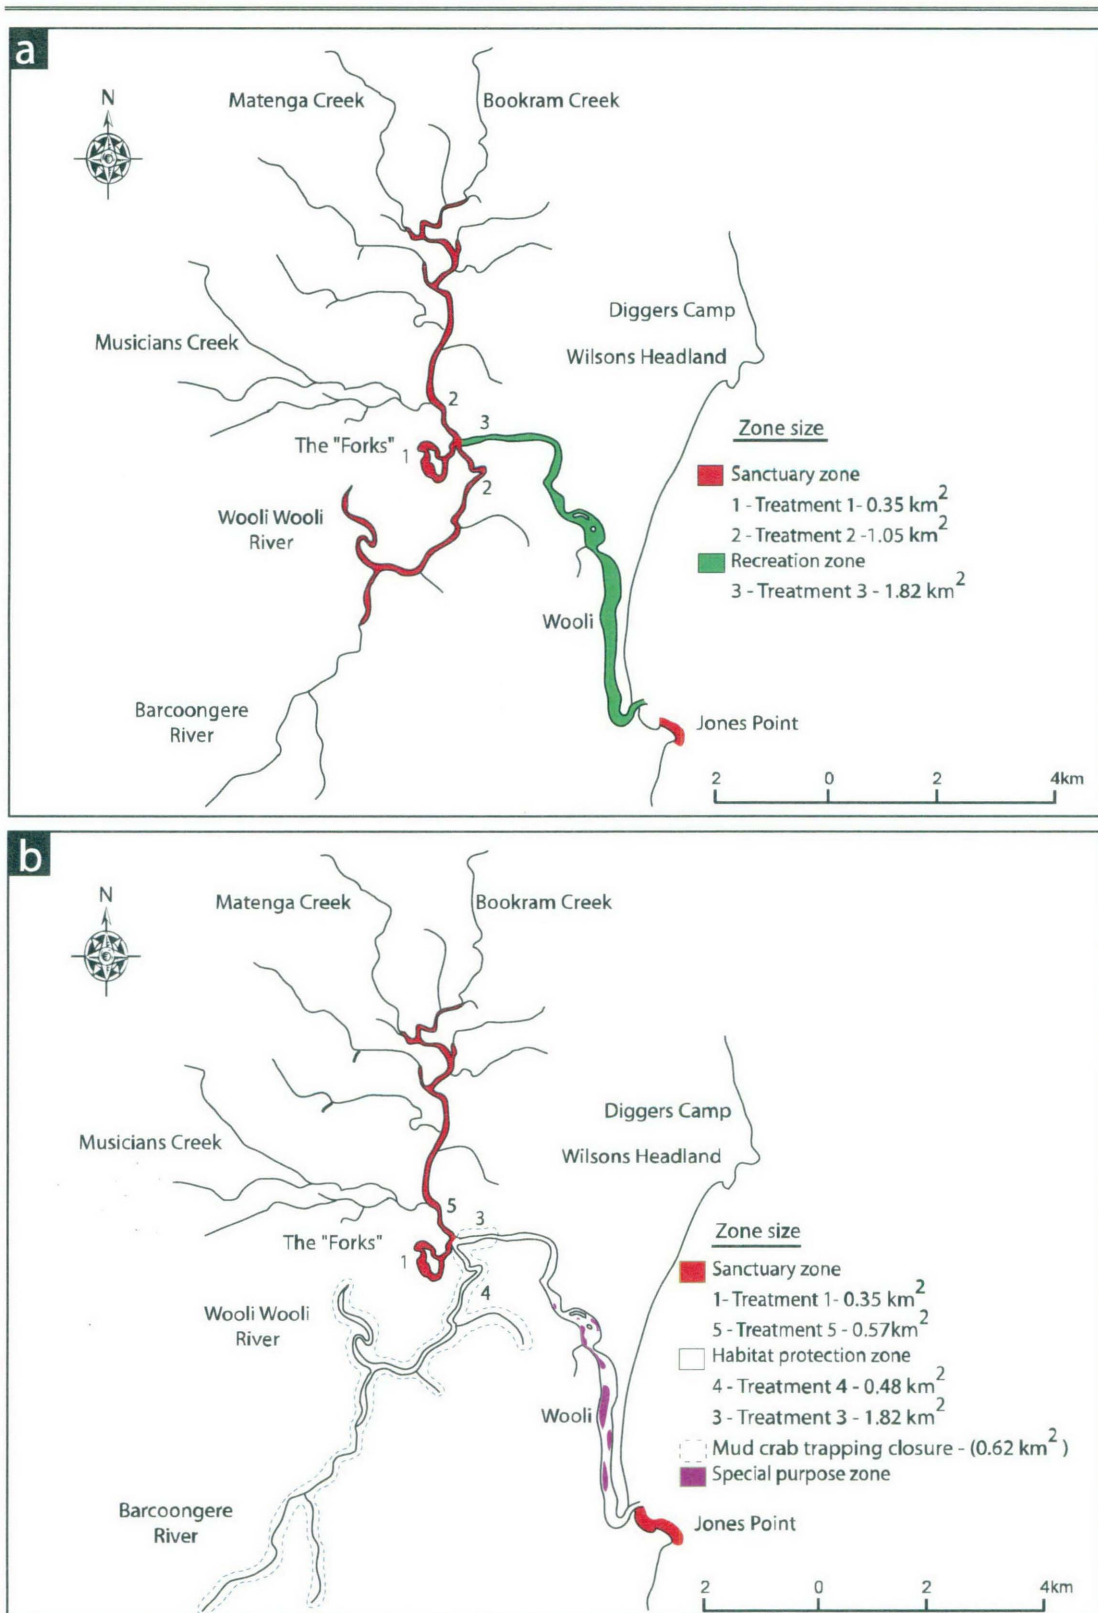 a
N
Matenga Creek
Bookram Creek
Diggers Camp
Musicians Creek
Wilsons Headland
2
3
The "Forks"
1
2
Wooli Wooli
River
Zone size
Sanctuary zone
1 - Treatment 1- 0.35 km²
2 - Treatment 2 -1.05 km²
Recreation zone
3 - Treatment 3 - 1.82 km²
Wooli
Barcoongere
River
Jones Point
2 0 2 4km
b
N
Matenga Creek
Bookram Creek
Diggers Camp
Musicians Creek
Wilsons Headland
5
3
The "Forks"
1
4
Wooli Wooli
River
Zone size
Sanctuary zone
1- Treatment 1- 0.35 km²
5 - Treatment 5 - 0.57km²
Habitat protection zone
4 - Treatment 4 - 0.48 km²
3 - Treatment 3 - 1.82 km²
Mud crab trapping closure - (0.62 km²)
Special purpose zone
Wooli
Barcoongere
River
Jones Point
2 0 2 4km